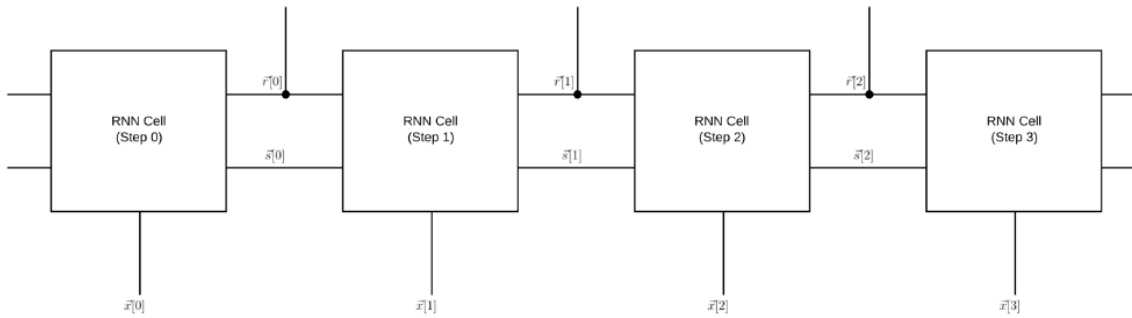 r⃗[0]
r⃗[1]
r⃗[2]
RNN Cell
(Step 0)
RNN Cell
(Step 1)
RNN Cell
(Step 2)
RNN Cell
(Step 3)
s⃗[0]
s⃗[1]
s⃗[2]
x⃗[0]
x⃗[1]
x⃗[2]
x⃗[3]